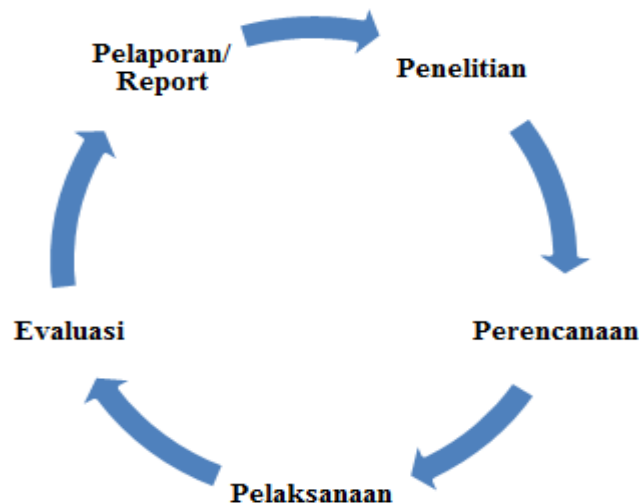 Pelaporan/
Report
Penelitian
Perencanaan
Pelaksanaan
Evaluasi